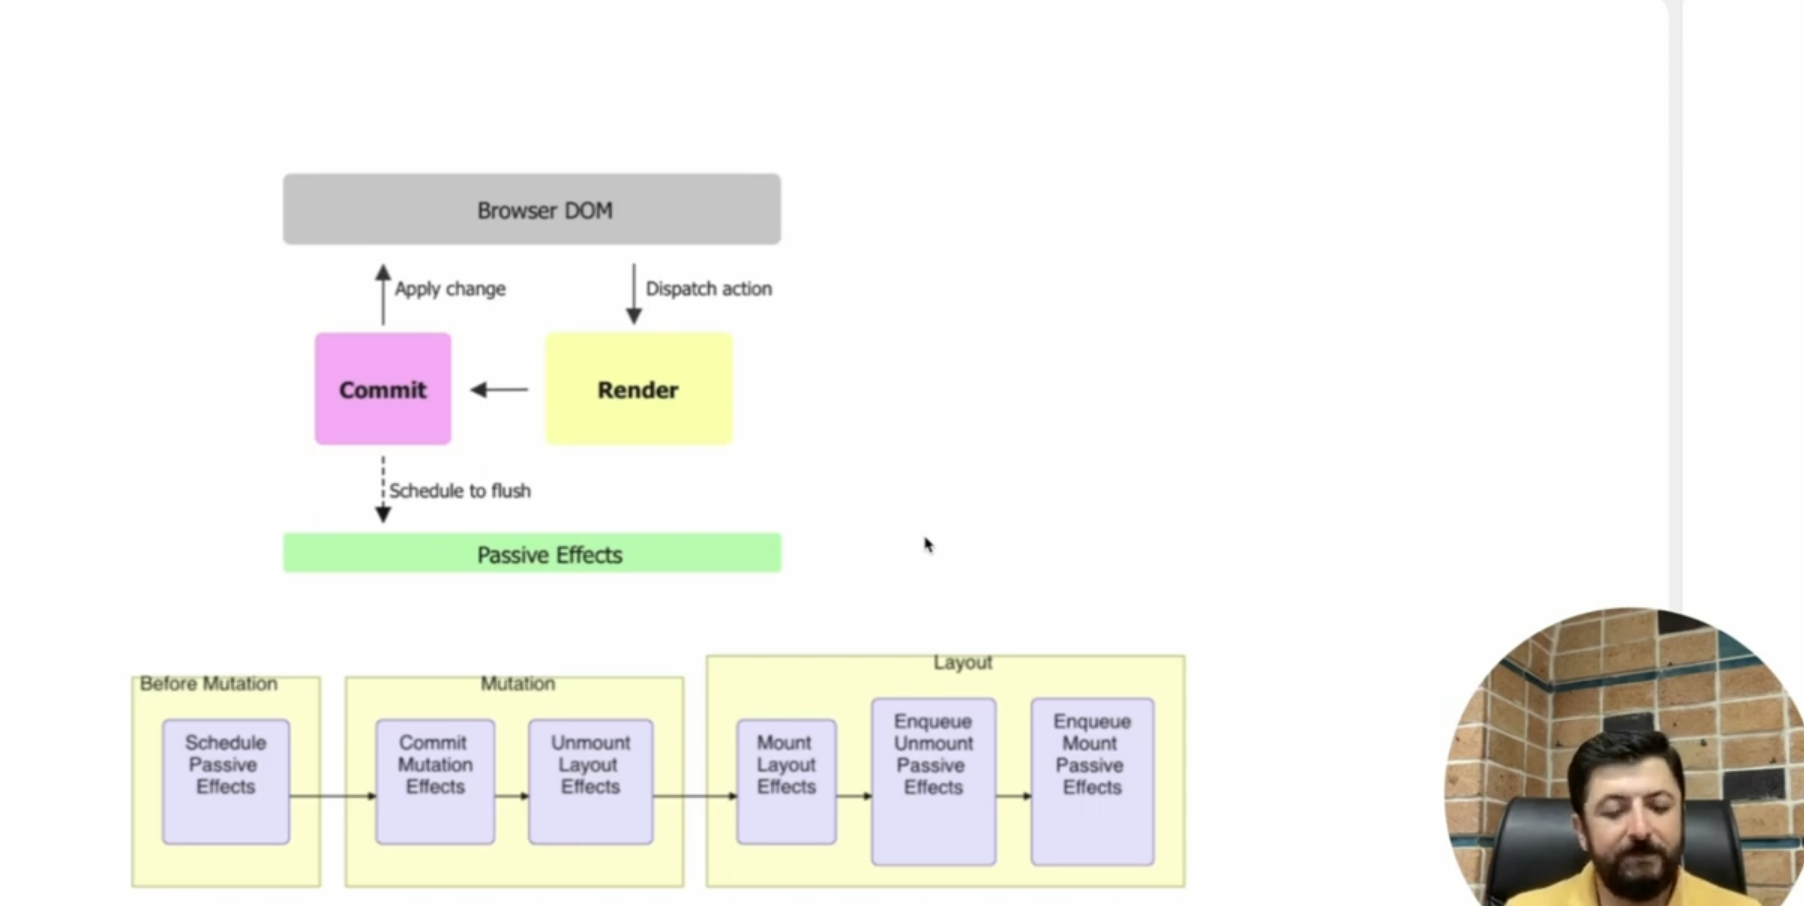 Browser DOM
Apply change
Dispatch action
Commit
Render
Schedule to flush
Passive Effects
Before Mutation
Schedule
Passive
Effects
Mutation
Commit
Mutation
Effects
Unmount
Layout
Effects
Layout
Mount
Layout
Effects
Enqueue
Unmount
Passive
Effects
Enqueue
Mount
Passive
Effects